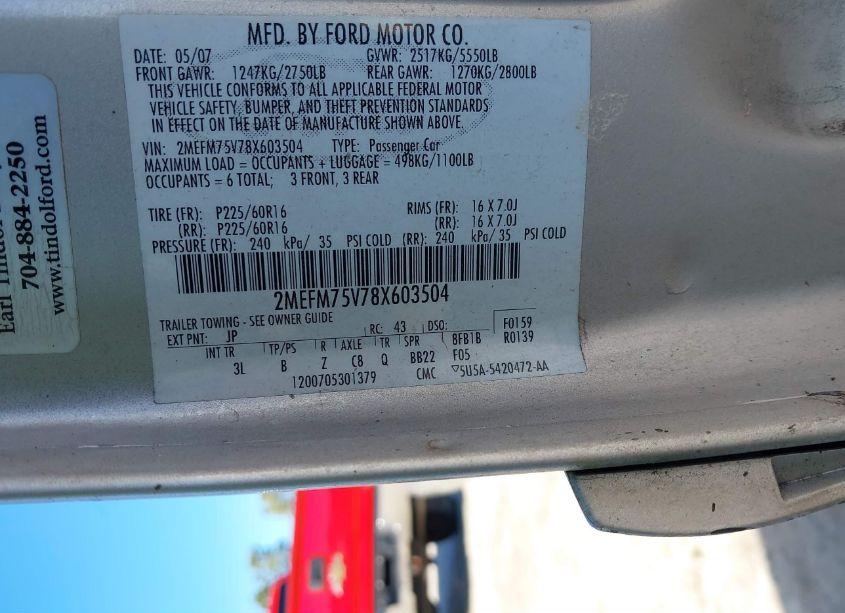 MFD. BY FORD MOTOR CO.
DATE: 05/07 GVWR: 2517KG/5550LB
FRONT GAWR: 1247KG/2750LB REAR GAWR: 1270KG/2800LB
THIS VEHICLE CONFORMS TO ALL APPLICABLE FEDERAL MOTOR
VEHICLE SAFETY, BUMPER, AND THEFT PREVENTION STANDARDS
IN EFFECT ON THE DATE OF MANUFACTURE SHOWN ABOVE.
VIN: 2MEFM75V78X603504 TYPE: Passenger Car
MAXIMUM LOAD = OCCUPANTS + LUGGAGE = 498KG/1100LB
OCCUPANTS = 6 TOTAL; 3 FRONT, 3 REAR
TIRE (FR): P225/60R16 RIMS (FR): 16 X 7.0J
(RR): P225/60R16 (RR): 16 X 7.0J
PRESSURE (FR): 240 kPa/ 35 PSI COLD (RR): 240 kPa/ 35 PSI COLD
2MEFM75V78X603504
TRAILER TOWING - SEE OWNER GUIDE
EXT PNT: JP RC: 43 DSO: F0159
INT TR TP/PS R AXLE TR SPR 8FB1B R0139
3L B Z C8 Q BB22 F05
1200705301379 CMC ▽5U5A-5420472-AA
Earl Tindol
704-884-2250
www.tindolford.com